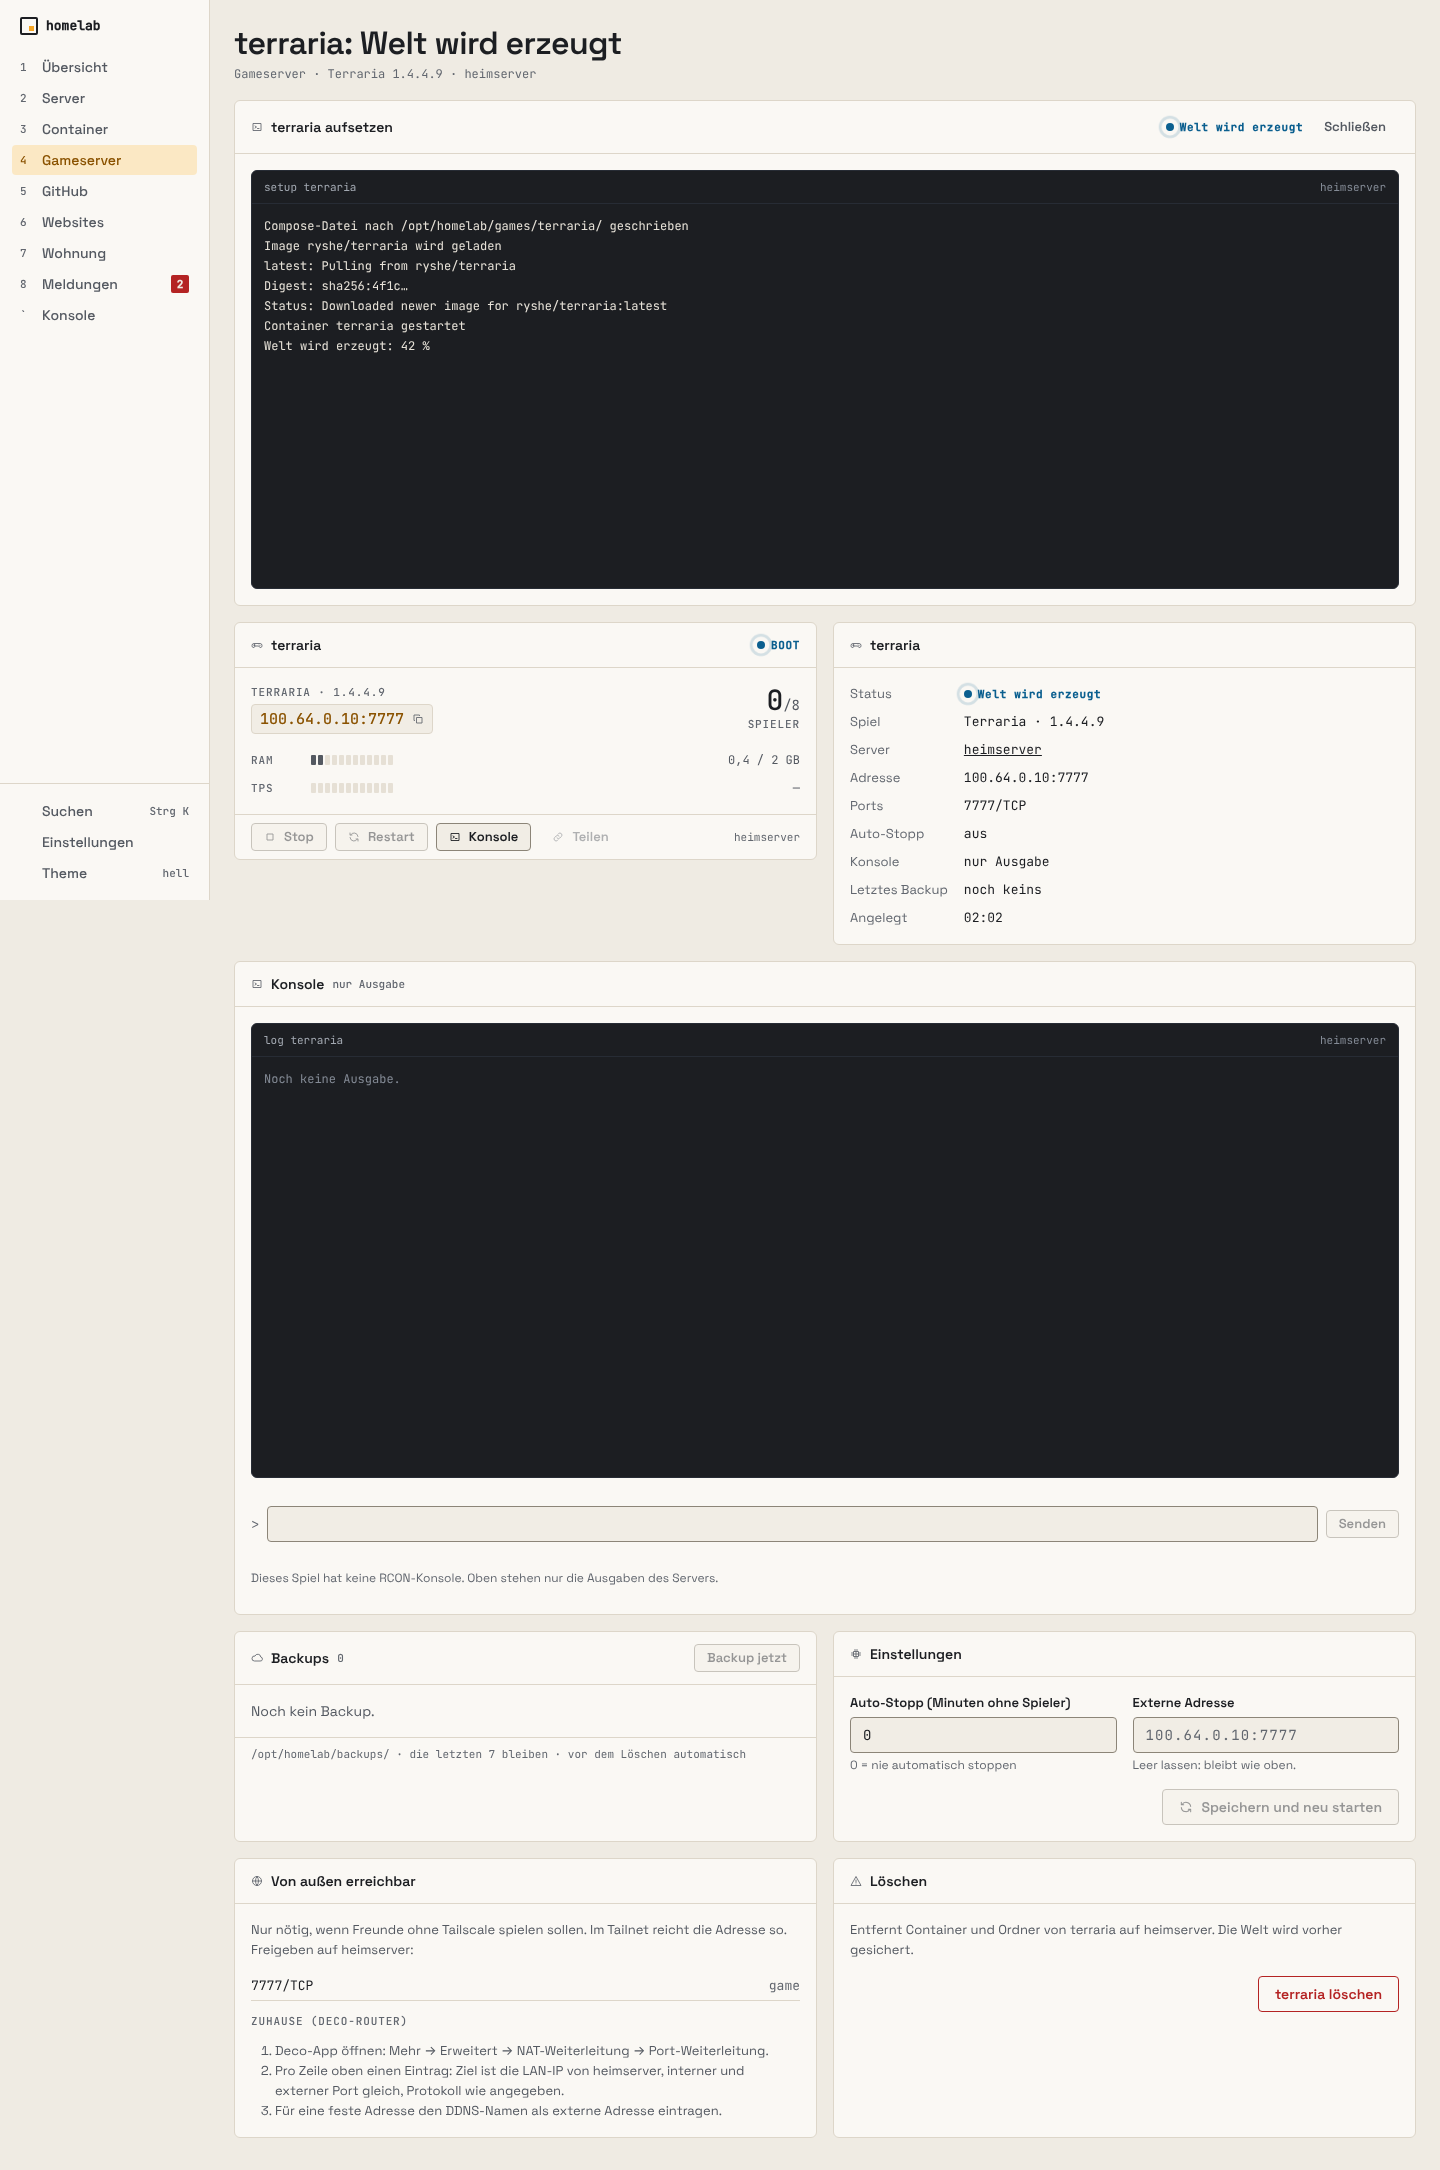 homelab
1 Übersicht
2 Server
3 Container
4 Gameserver
5 GitHub
6 Websites
7 Wohnung
8 Meldungen 2
` Konsole
Suchen Strg K
Einstellungen
Theme hell
terraria: Welt wird erzeugt
Gameserver · Terraria 1.4.4.9 · heimserver
terraria aufsetzen Welt wird erzeugt Schließen
setup terraria heimserver
Compose-Datei nach /opt/homelab/games/terraria/ geschrieben
Image ryshe/terraria wird geladen
latest: Pulling from ryshe/terraria
Digest: sha256:4f1c…
Status: Downloaded newer image for ryshe/terraria:latest
Container terraria gestartet
Welt wird erzeugt: 42 %
terraria BOOT
TERRARIA · 1.4.4.9
100.64.0.10:7777
0/8
SPIELER
RAM 0,4 / 2 GB
TPS —
Stop Restart Konsole Teilen heimserver
terraria
Status Welt wird erzeugt
Spiel Terraria · 1.4.4.9
Server heimserver
Adresse 100.64.0.10:7777
Ports 7777/TCP
Auto-Stopp aus
Konsole nur Ausgabe
Letztes Backup noch keins
Angelegt 02:02
Konsole nur Ausgabe
log terraria heimserver
Noch keine Ausgabe.
> Senden
Dieses Spiel hat keine RCON-Konsole. Oben stehen nur die Ausgaben des Servers.
Backups 0 Backup jetzt
Noch kein Backup.
/opt/homelab/backups/ · die letzten 7 bleiben · vor dem Löschen automatisch
Einstellungen
Auto-Stopp (Minuten ohne Spieler) Externe Adresse
0 100.64.0.10:7777
0 = nie automatisch stoppen Leer lassen: bleibt wie oben.
Speichern und neu starten
Von außen erreichbar
Nur nötig, wenn Freunde ohne Tailscale spielen sollen. Im Tailnet reicht die Adresse so.
Freigeben auf heimserver:
7777/TCP game
ZUHAUSE (DECO-ROUTER)
1. Deco-App öffnen: Mehr → Erweitert → NAT-Weiterleitung → Port-Weiterleitung.
2. Pro Zeile oben einen Eintrag: Ziel ist die LAN-IP von heimserver, interner und
externer Port gleich, Protokoll wie angegeben.
3. Für eine feste Adresse den DDNS-Namen als externe Adresse eintragen.
Löschen
Entfernt Container und Ordner von terraria auf heimserver. Die Welt wird vorher
gesichert.
terraria löschen